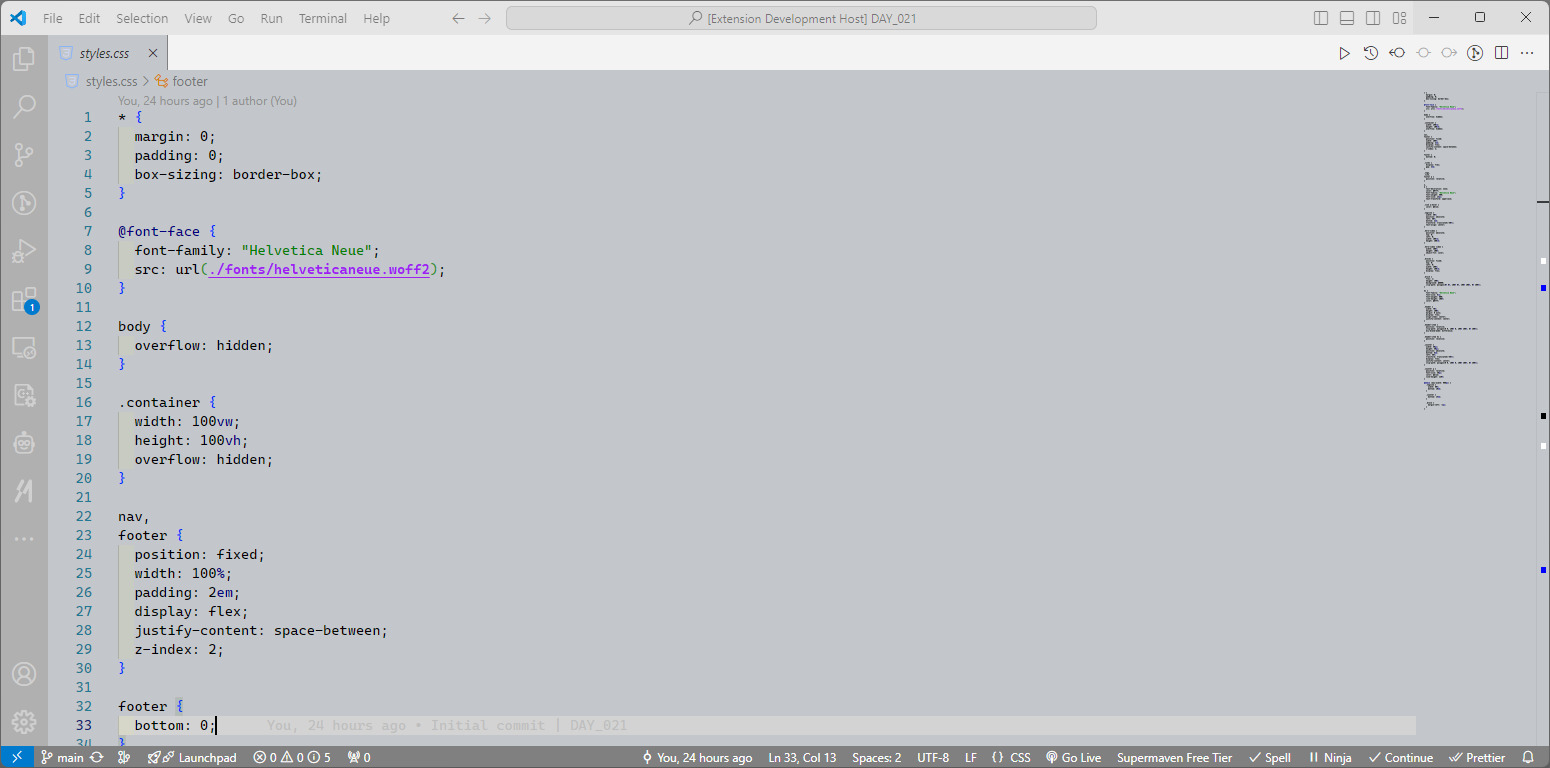 File Edit Selection View Go Run Terminal Help
[Extension Development Host] DAY_021
styles.css
styles.css > footer
You, 24 hours ago | 1 author (You)
1 * {
2 margin: 0;
3 padding: 0;
4 box-sizing: border-box;
5 }
6
7 @font-face {
8 font-family: "Helvetica Neue";
9 src: url(./fonts/helveticaneue.woff2);
10 }
11
12 body {
13 overflow: hidden;
14 }
15
16 .container {
17 width: 100vw;
18 height: 100vh;
19 overflow: hidden;
20 }
21
22 nav,
23 footer {
24 position: fixed;
25 width: 100%;
26 padding: 2em;
27 display: flex;
28 justify-content: space-between;
29 z-index: 2;
30 }
31
32 footer {
33 bottom: 0; You, 24 hours ago • Initial commit | DAY_021
34 }
1
main Launchpad 0 0 5 0 You, 24 hours ago Ln 33, Col 13 Spaces: 2 UTF-8 LF {} CSS Go Live Supermaven Free Tier Spell Ninja Continue Prettier